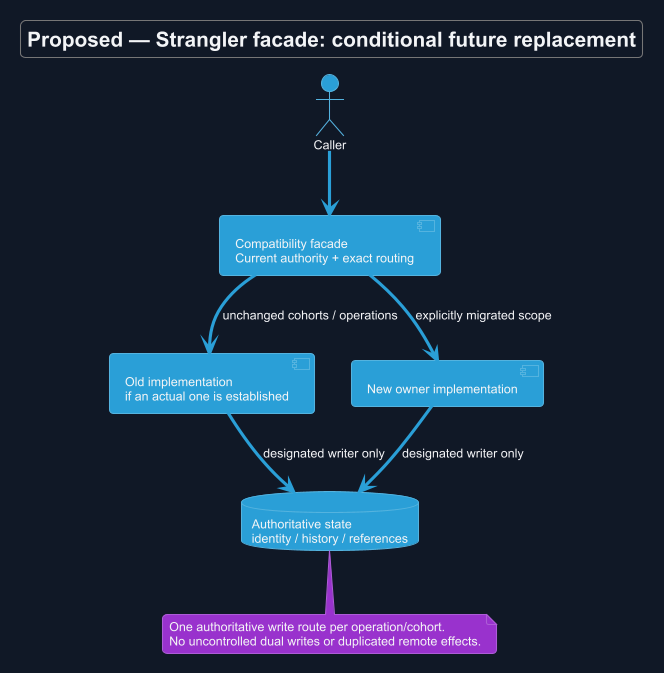 Proposed — Strangler facade: conditional future replacement
Caller
Compatibility facade
Current authority + exact routing
unchanged cohorts / operations
explicitly migrated scope
Old implementation
if an actual one is established
New owner implementation
designated writer only
designated writer only
Authoritative state
identity / history / references
One authoritative write route per operation/cohort.
No uncontrolled dual writes or duplicated remote effects.